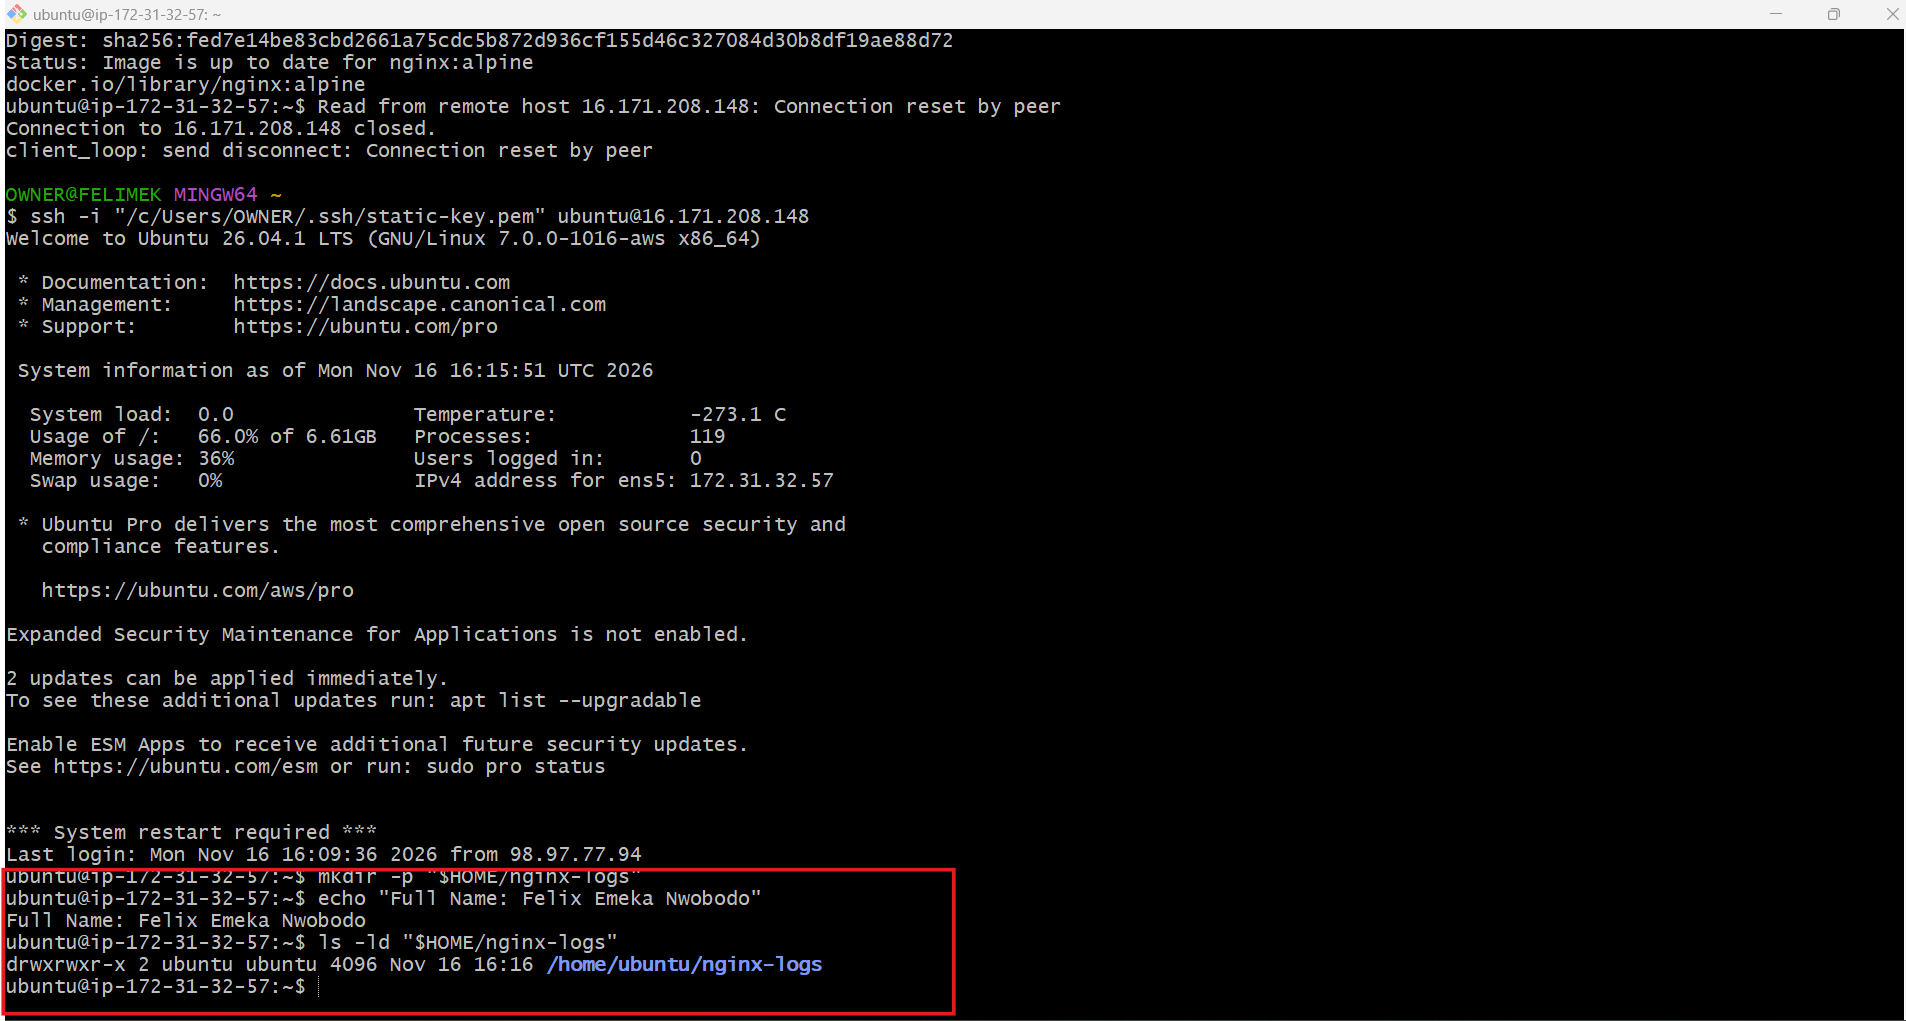 ubuntu@ip-172-31-32-57: ~
Digest: sha256:fed7e14be83cbd2661a75cdc5b872d936cf155d46c327084d30b8df19ae88d72
Status: Image is up to date for nginx:alpine
docker.io/library/nginx:alpine
ubuntu@ip-172-31-32-57:~$ Read from remote host 16.171.208.148: Connection reset by peer
Connection to 16.171.208.148 closed.
client_loop: send disconnect: Connection reset by peer
OWNER@FELIMEK MINGW64 ~
$ ssh -i "/c/Users/OWNER/.ssh/static-key.pem" ubuntu@16.171.208.148
Welcome to Ubuntu 26.04.1 LTS (GNU/Linux 7.0.0-1016-aws x86_64)
* Documentation:  https://docs.ubuntu.com
* Management:     https://landscape.canonical.com
* Support:        https://ubuntu.com/pro
System information as of Mon Nov 16 16:15:51 UTC 2026
System load:  0.0               Temperature:           -273.1 C
Usage of /:   66.0% of 6.61GB   Processes:             119
Memory usage: 36%               Users logged in:       0
Swap usage:   0%                IPv4 address for ens5: 172.31.32.57
* Ubuntu Pro delivers the most comprehensive open source security and
compliance features.
https://ubuntu.com/aws/pro
Expanded Security Maintenance for Applications is not enabled.
2 updates can be applied immediately.
To see these additional updates run: apt list --upgradable
Enable ESM Apps to receive additional future security updates.
See https://ubuntu.com/esm or run: sudo pro status
*** System restart required ***
Last login: Mon Nov 16 16:09:36 2026 from 98.97.77.94
ubuntu@ip-172-31-32-57:~$ mkdir -p "$HOME/nginx-logs"
ubuntu@ip-172-31-32-57:~$ echo "Full Name: Felix Emeka Nwobodo"
Full Name: Felix Emeka Nwobodo
ubuntu@ip-172-31-32-57:~$ ls -ld "$HOME/nginx-logs"
drwxrwxr-x 2 ubuntu ubuntu 4096 Nov 16 16:16 /home/ubuntu/nginx-logs
ubuntu@ip-172-31-32-57:~$